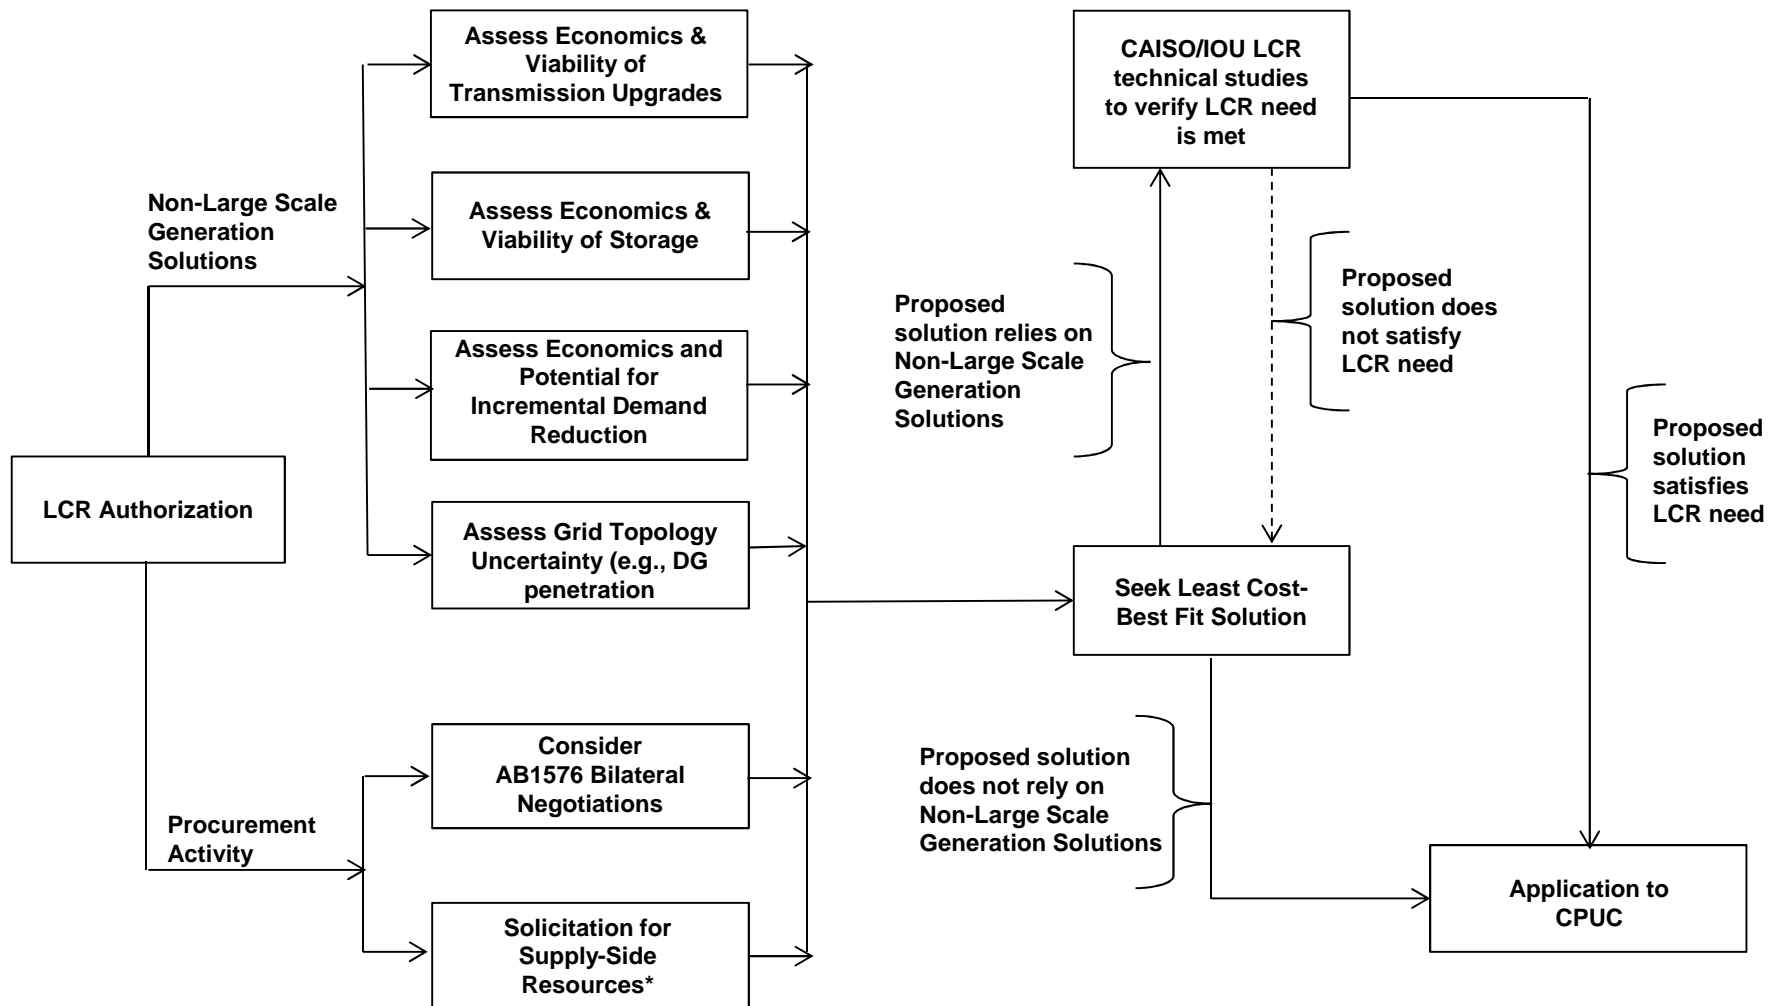 Assess Economics &
Viability of
Transmission Upgrades
CAISO/IOU LCR
technical studies
to verify LCR need
is met
Non-Large Scale
Generation
Solutions
Assess Economics &
Viability of Storage
Proposed
solution relies on
Non-Large Scale
Generation
Solutions
Proposed
solution does
not satisfy
LCR need
Assess Economics and
Potential for
Incremental Demand
Reduction
Proposed
solution
satisfies
LCR need
LCR Authorization
Assess Grid Topology
Uncertainty (e.g., DG
penetration
Seek Least Cost-
Best Fit Solution
Consider
AB1576 Bilateral
Negotiations
Proposed solution
does not rely on
Non-Large Scale
Generation Solutions
Procurement
Activity
Application to
CPUC
Solicitation for
Supply-Side
Resources*